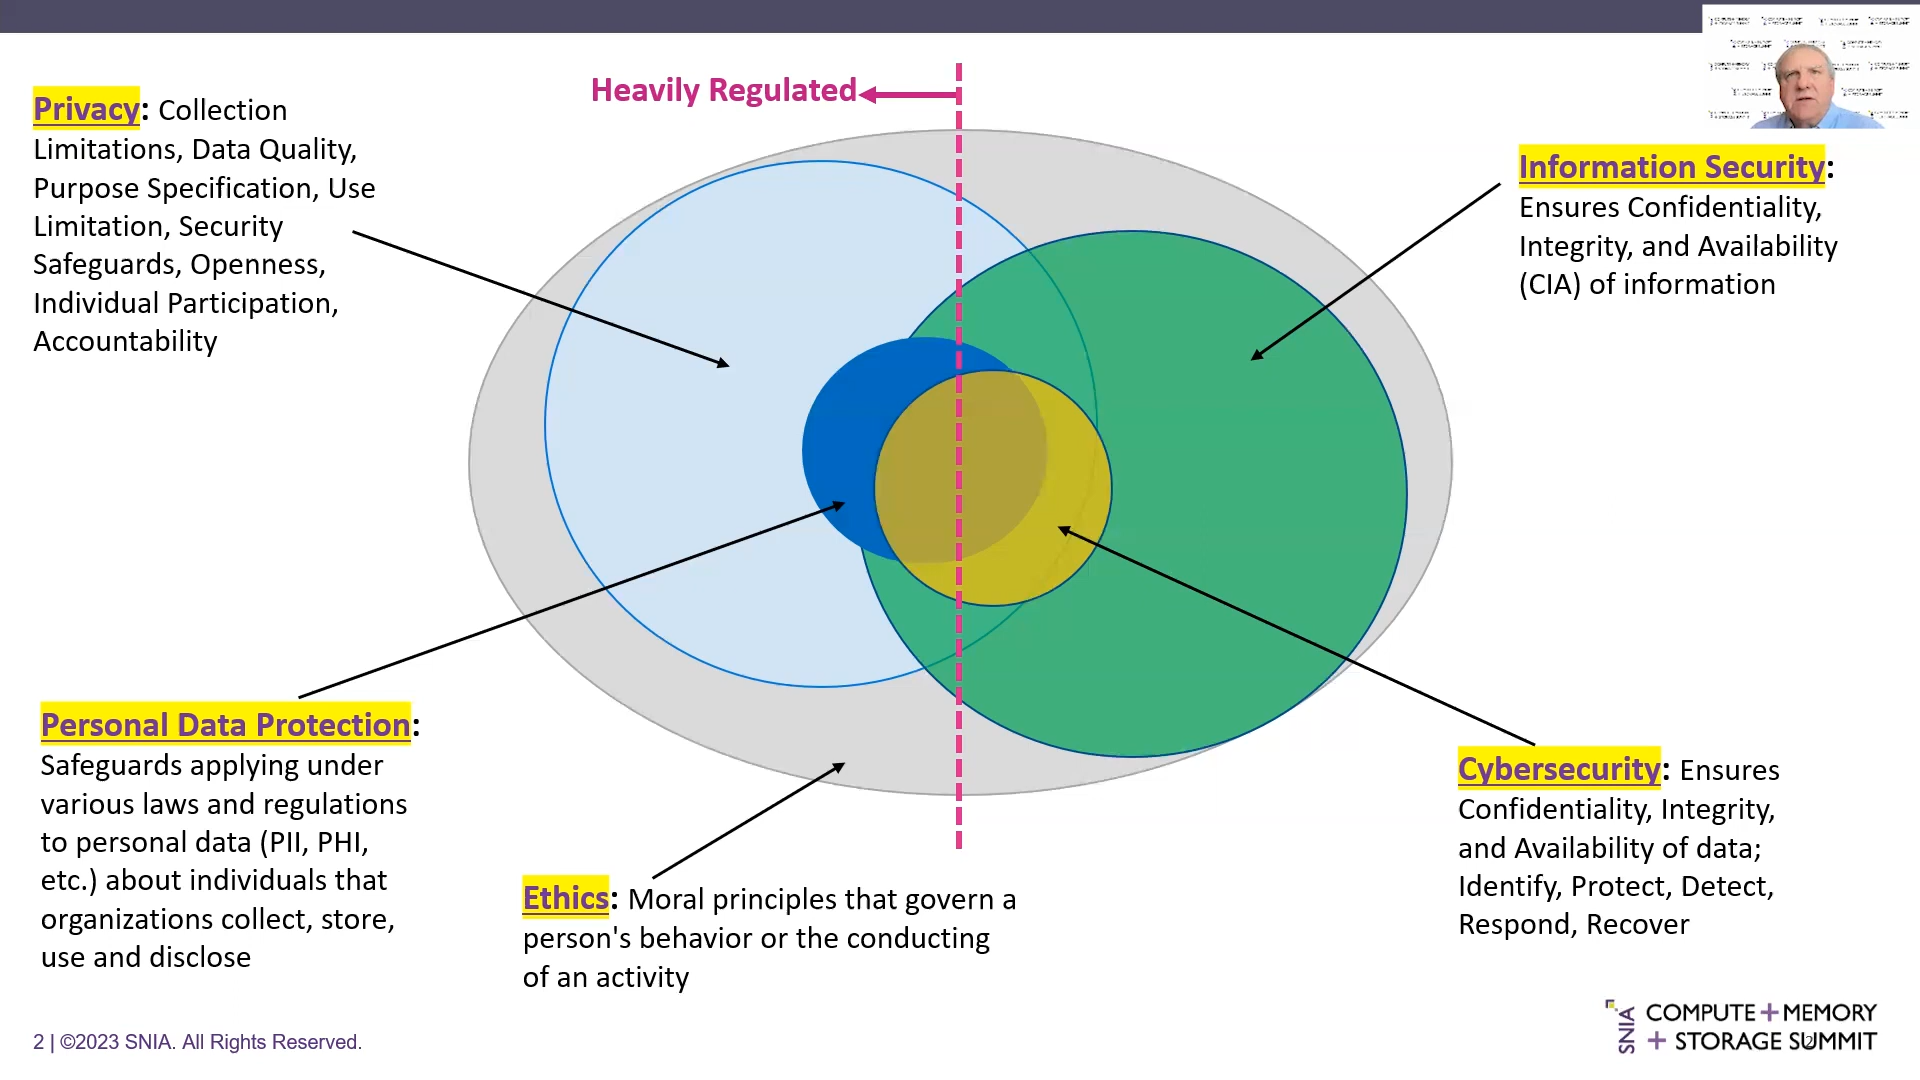 Heavily Regulated
Privacy: Collection
Limitations, Data Quality,
Purpose Specification, Use
Limitation, Security
Safeguards, Openness,
Individual Participation,
Accountability
Information Security:
Ensures Confidentiality,
Integrity, and Availability
(CIA) of information
Personal Data Protection:
Safeguards applying under
various laws and regulations
to personal data (PII, PHI,
etc.) about individuals that
organizations collect, store,
use and disclose
Ethics: Moral principles that govern a
person's behavior or the conducting
of an activity
Cybersecurity: Ensures
Confidentiality, Integrity,
and Availability of data;
Identify, Protect, Detect,
Respond, Recover
2 | ©2023 SNIA. All Rights Reserved.
SNIA
COMPUTE + MEMORY
+ STORAGE SUMMIT
2